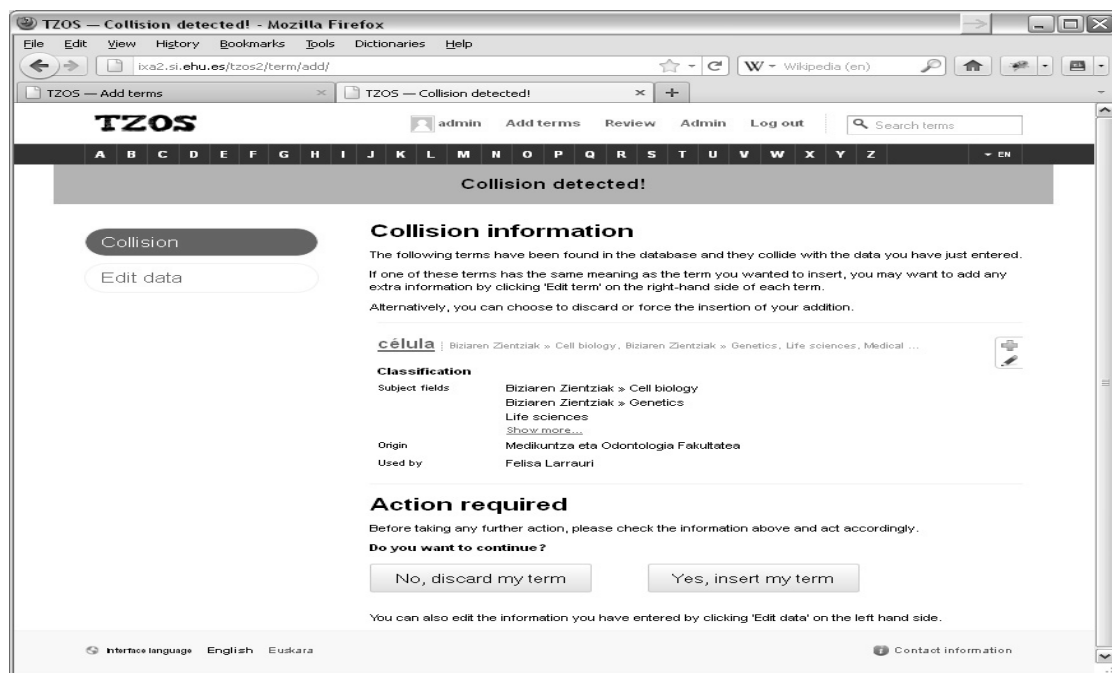 TZOS — Collision detected! - Mozilla Firefox
File Edit View History Bookmarks Tools Dictionaries Help
ixa2.si.ehu.es/tzos2/term/add/ W Wikipedia (en)
TZOS — Add terms TZOS — Collision detected!
TZOS admin Add terms Review Admin Log out Search terms
A B C D E F G H I J K L M N O P Q R S T U V W X Y Z EN
Collision detected!
Collision
Edit data
Collision information
The following terms have been found in the database and they collide with the data you have just entered.
If one of these terms has the same meaning as the term you wanted to insert, you may want to add any
extra information by clicking 'Edit term' on the right-hand side of each term.
Alternatively, you can choose to discard or force the insertion of your addition.
célula Biziaren Zientziak » Cell biology, Biziaren Zientziak » Genetics, Life sciences, Medical ...
Classification
Subject fields Biziaren Zientziak » Cell biology
Biziaren Zientziak » Genetics
Life sciences
Show more...
Origin Medikuntza eta Odontologia Fakultatea
Used by Felisa Larrauri
Action required
Before taking any further action, please check the information above and act accordingly.
Do you want to continue?
No, discard my term Yes, insert my term
You can also edit the information you have entered by clicking 'Edit data' on the left hand side.
Interface language English Euskara Contact information